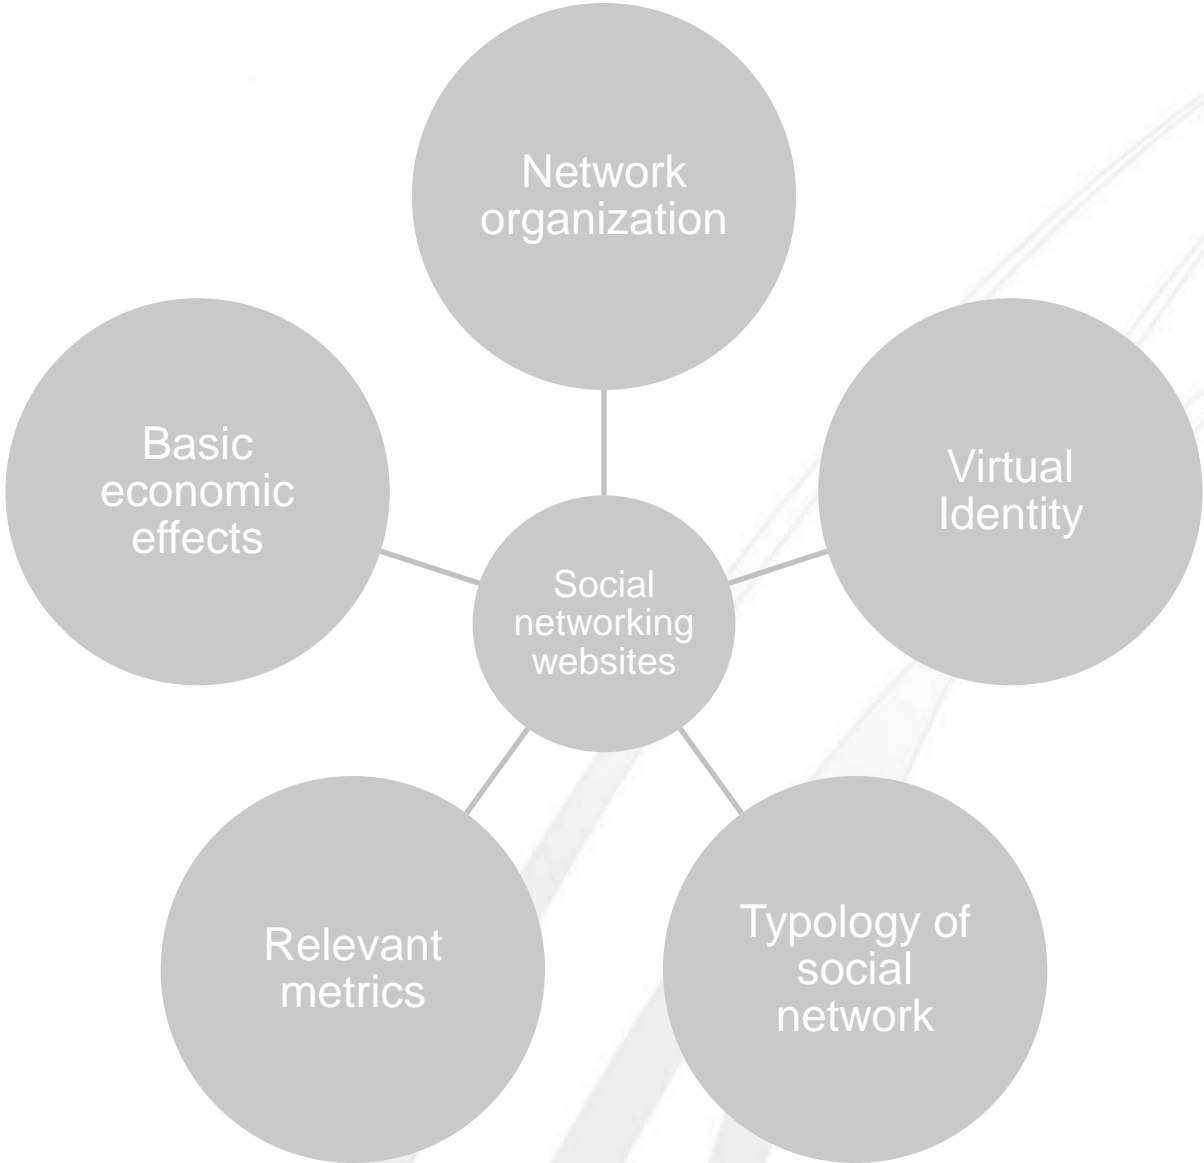 Network
organization
Basic
economic
effects
Virtual
Identity
Social
networking
websites
Relevant
metrics
Typology of
social
network